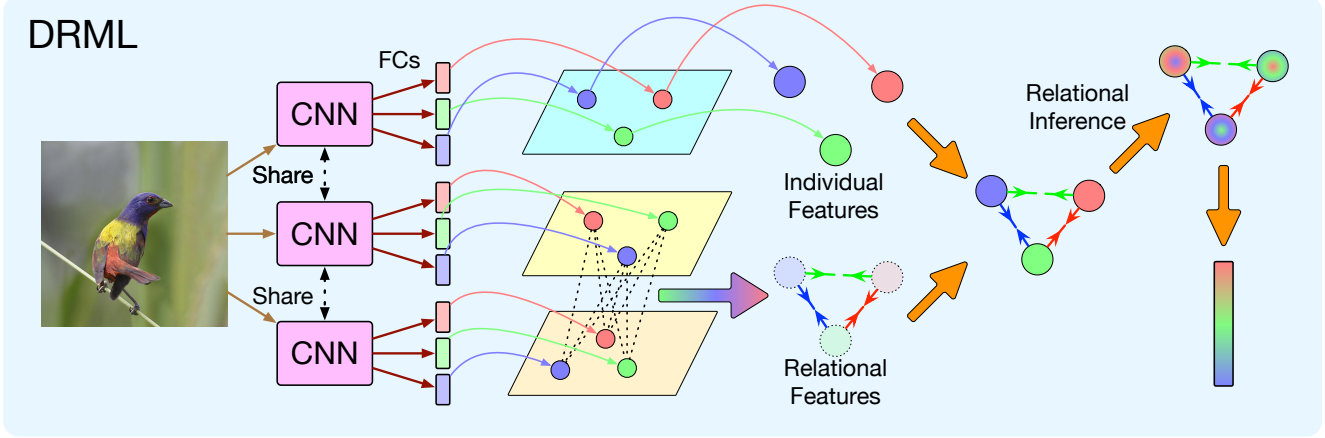 DRML
FCs
CNN
Share
CNN
Share
CNN
Individual
Features
Relational
Features
Relational
Inference